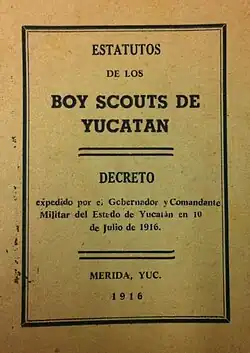 ESTATUTOS
DE LOS
BOY SCOUTS DE
YUCATAN
DECRETO
expedido por el Gobernador y Comandante
Militar del Estado de Yucatán en 10
de Julio de 1916.
MERIDA, YUC.
1916